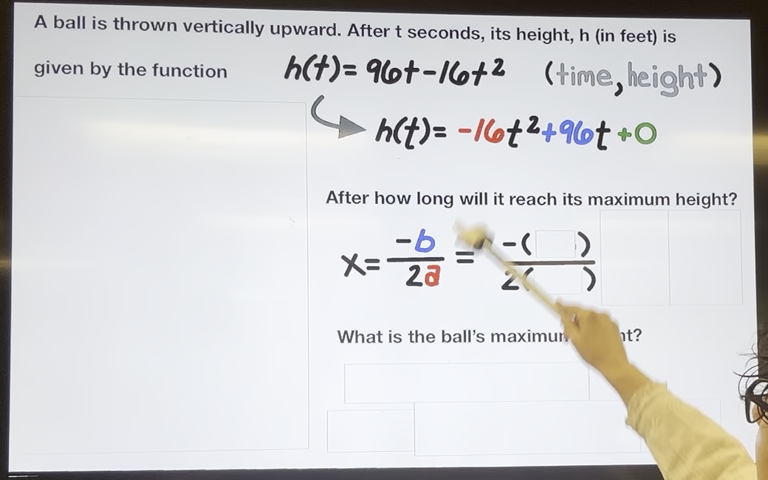 A ball is thrown vertically upward. After t seconds, its height, h (in feet) is
given by the function h(t)= 96t-16t² (time, height)
h(t)= -16t²+96t+0
After how long will it reach its maximum height?
x= -b/2a = -( )/2( )
What is the ball's maximum